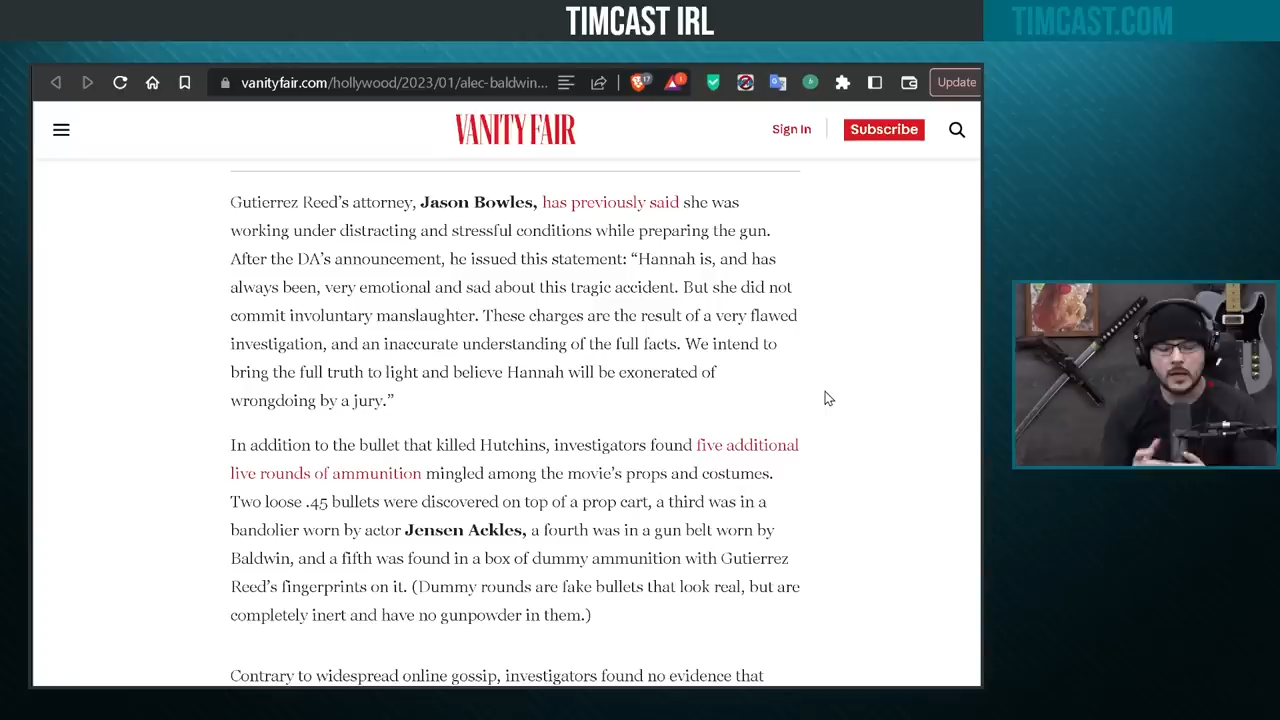 TIMCAST IRL
TIMCAST.COM
vanityfair.com/hollywood/2023/01/alec-baldwin...
17
1
Update
VANITY FAIR
Sign In
Subscribe
Gutierrez Reed’s attorney, Jason Bowles, has previously said she was
working under distracting and stressful conditions while preparing the gun.
After the DA’s announcement, he issued this statement: “Hannah is, and has
always been, very emotional and sad about this tragic accident. But she did not
commit involuntary manslaughter. These charges are the result of a very flawed
investigation, and an inaccurate understanding of the full facts. We intend to
bring the full truth to light and believe Hannah will be exonerated of
wrongdoing by a jury.”
In addition to the bullet that killed Hutchins, investigators found five additional
live rounds of ammunition mingled among the movie’s props and costumes.
Two loose .45 bullets were discovered on top of a prop cart, a third was in a
bandolier worn by actor Jensen Ackles, a fourth was in a gun belt worn by
Baldwin, and a fifth was found in a box of dummy ammunition with Gutierrez
Reed’s fingerprints on it. (Dummy rounds are fake bullets that look real, but are
completely inert and have no gunpowder in them.)
Contrary to widespread online gossip, investigators found no evidence that